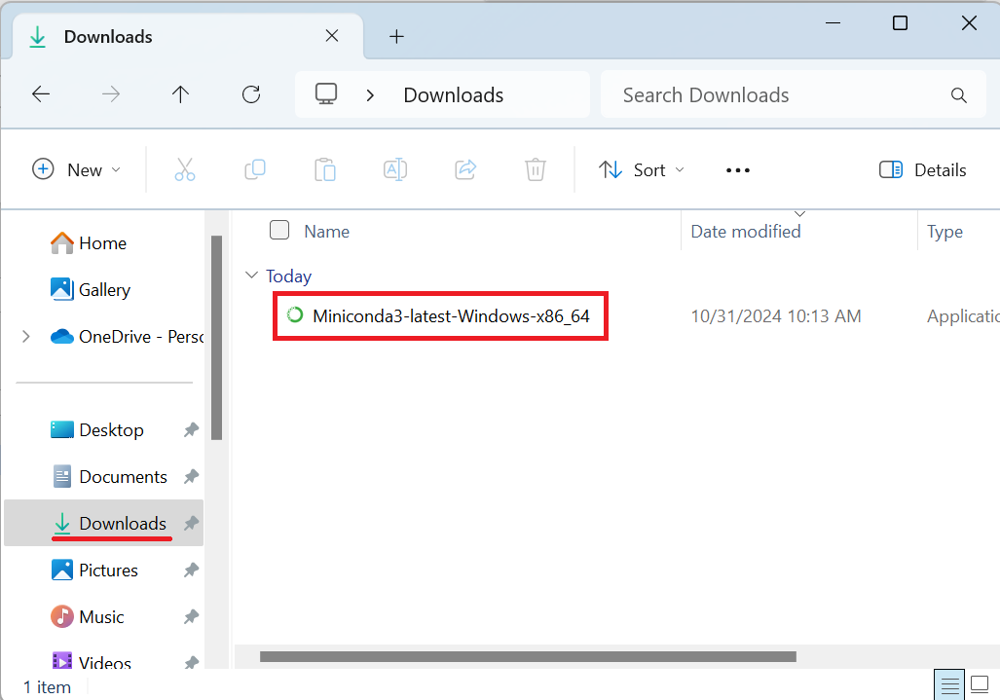 Downloads
Downloads
Search Downloads
New
Sort
Details
Name
Date modified
Type
Today
Miniconda3-latest-Windows-x86_64
10/31/2024 10:13 AM
Applicatio
Home
Gallery
OneDrive - Perso
Desktop
Documents
Downloads
Pictures
Music
Videos
1 item